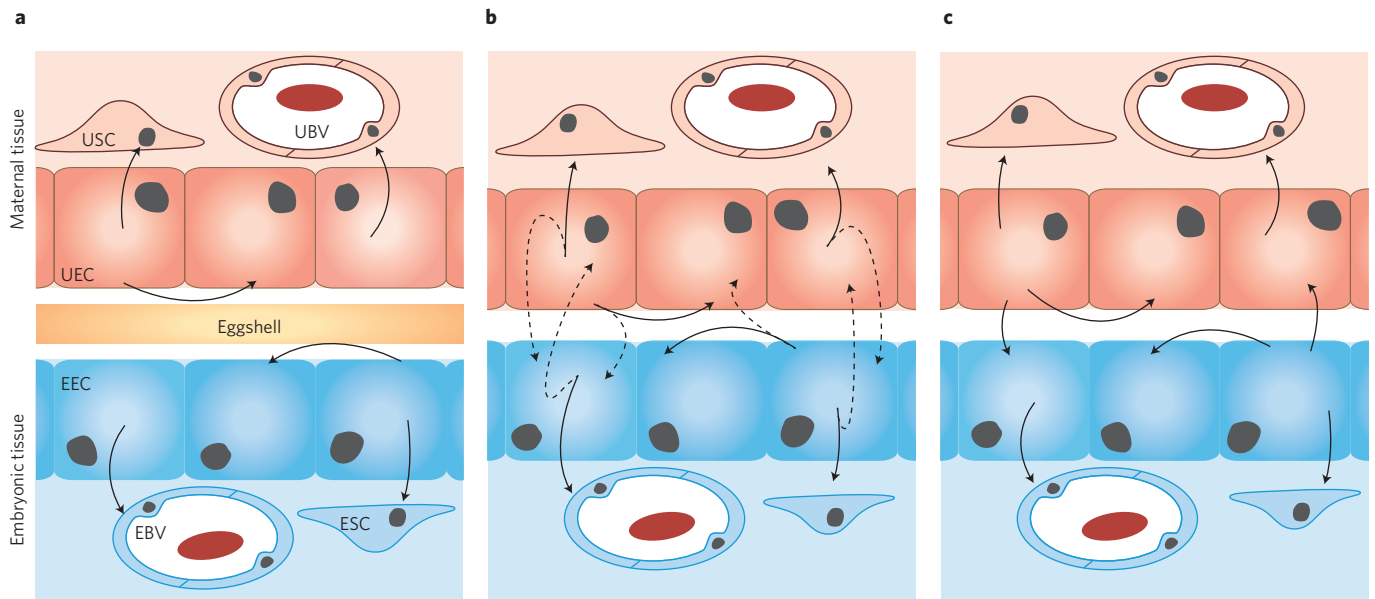 a
b
c
Maternal tissue
USC
UBV
UEC
Eggshell
EEC
Embryonic tissue
EBV
ESC